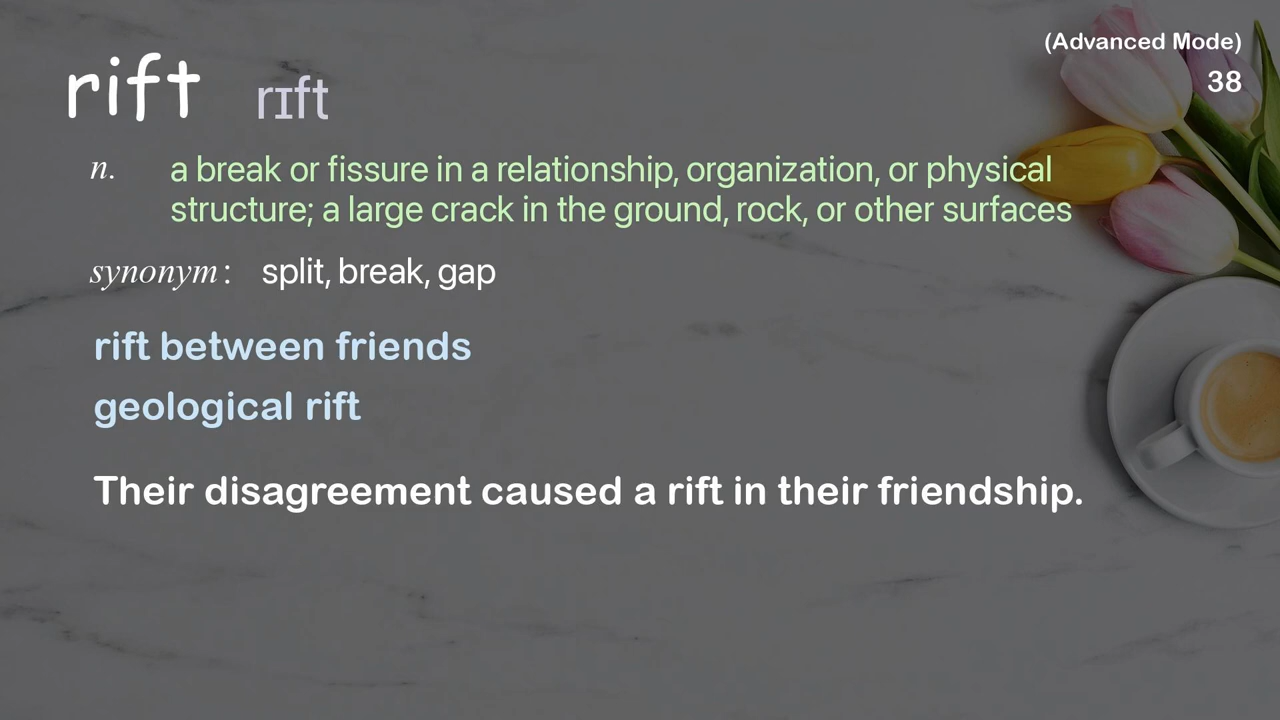 rift rɪft
(Advanced Mode)
38
n. a break or fissure in a relationship, organization, or physical
structure; a large crack in the ground, rock, or other surfaces
synonym: split, break, gap
rift between friends
geological rift
Their disagreement caused a rift in their friendship.